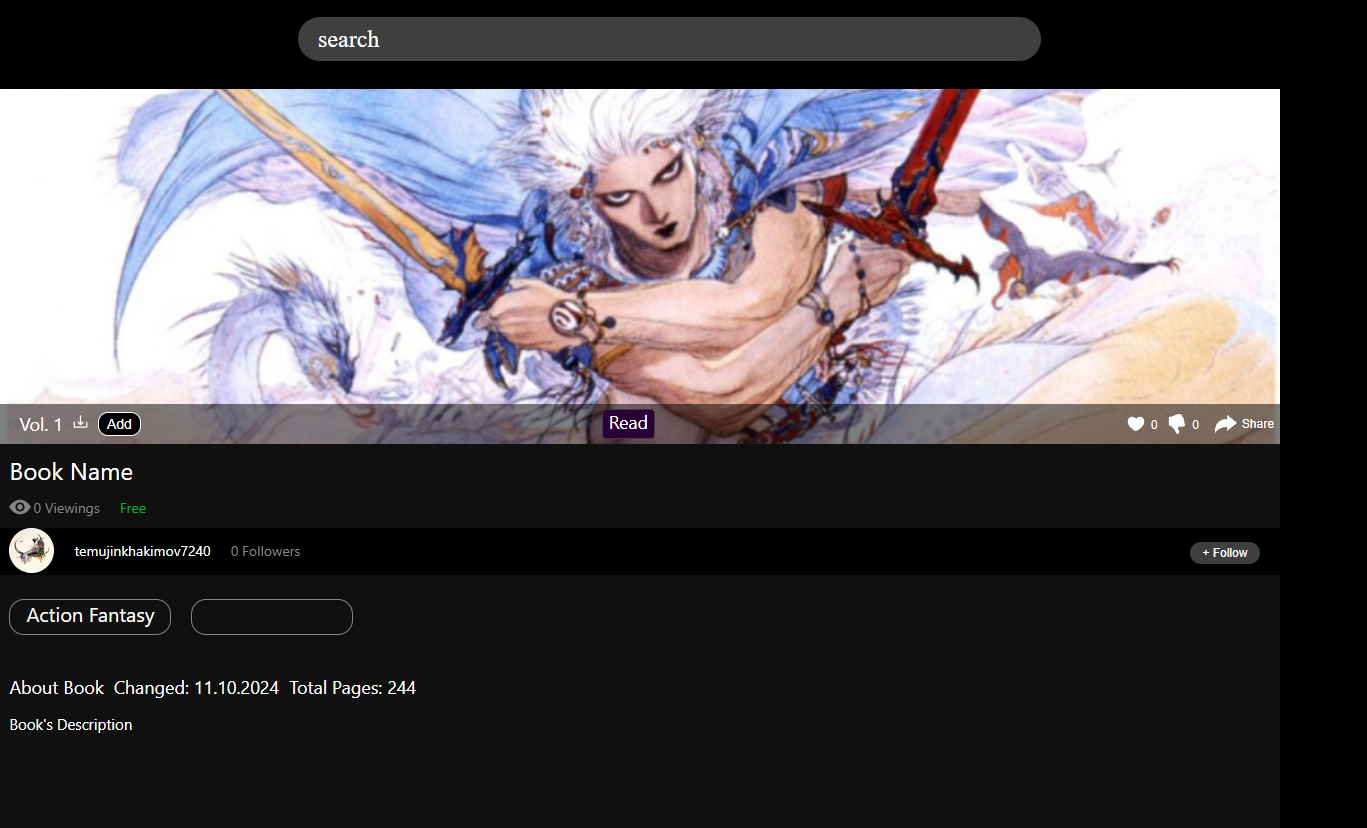 search
Vol. 1 Add Read 0 0 Share
Book Name
0 Viewings Free
temujinkhakimov7240 0 Followers + Follow
Action Fantasy
About Book Changed: 11.10.2024 Total Pages: 244
Book's Description